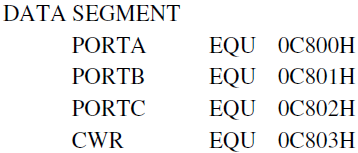 DATA SEGMENT
PORTA EQU 0C800H
PORTB EQU 0C801H
PORTC EQU 0C802H
CWR EQU 0C803H